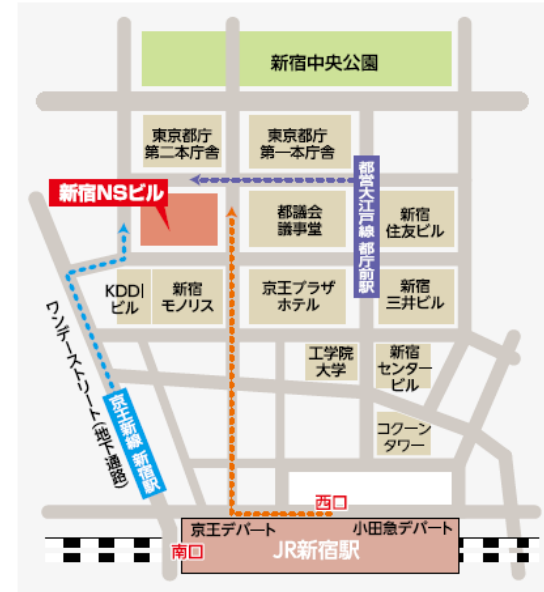 新宿中央公園
東京都庁
第二本庁舎
東京都庁
第一本庁舎
新宿NSビル
都議会
議事堂
都営大江戸線 都庁前駅
新宿
住友ビル
KDDI
ビル
新宿
モノリス
京王プラザ
ホテル
新宿
三井ビル
ワンデーストリート(地下通路)
京王新線 新宿駅
工学院
大学
新宿
センター
ビル
コクーン
タワー
西口
京王デパート
小田急デパート
南口
JR新宿駅